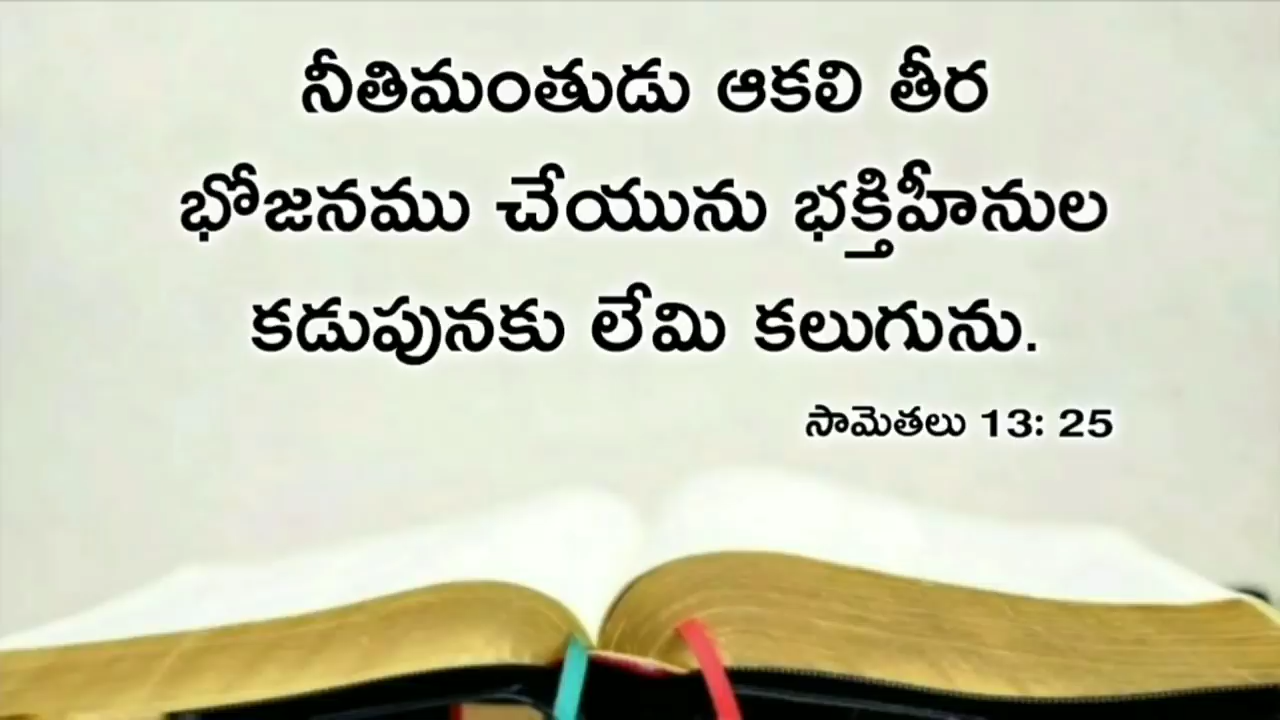 నీతిమంతుడు ఆకలి తీర
భోజనము చేయును భక్తిహీనుల
కడుపునకు లేమి కలుగును.
సామెతలు 13: 25